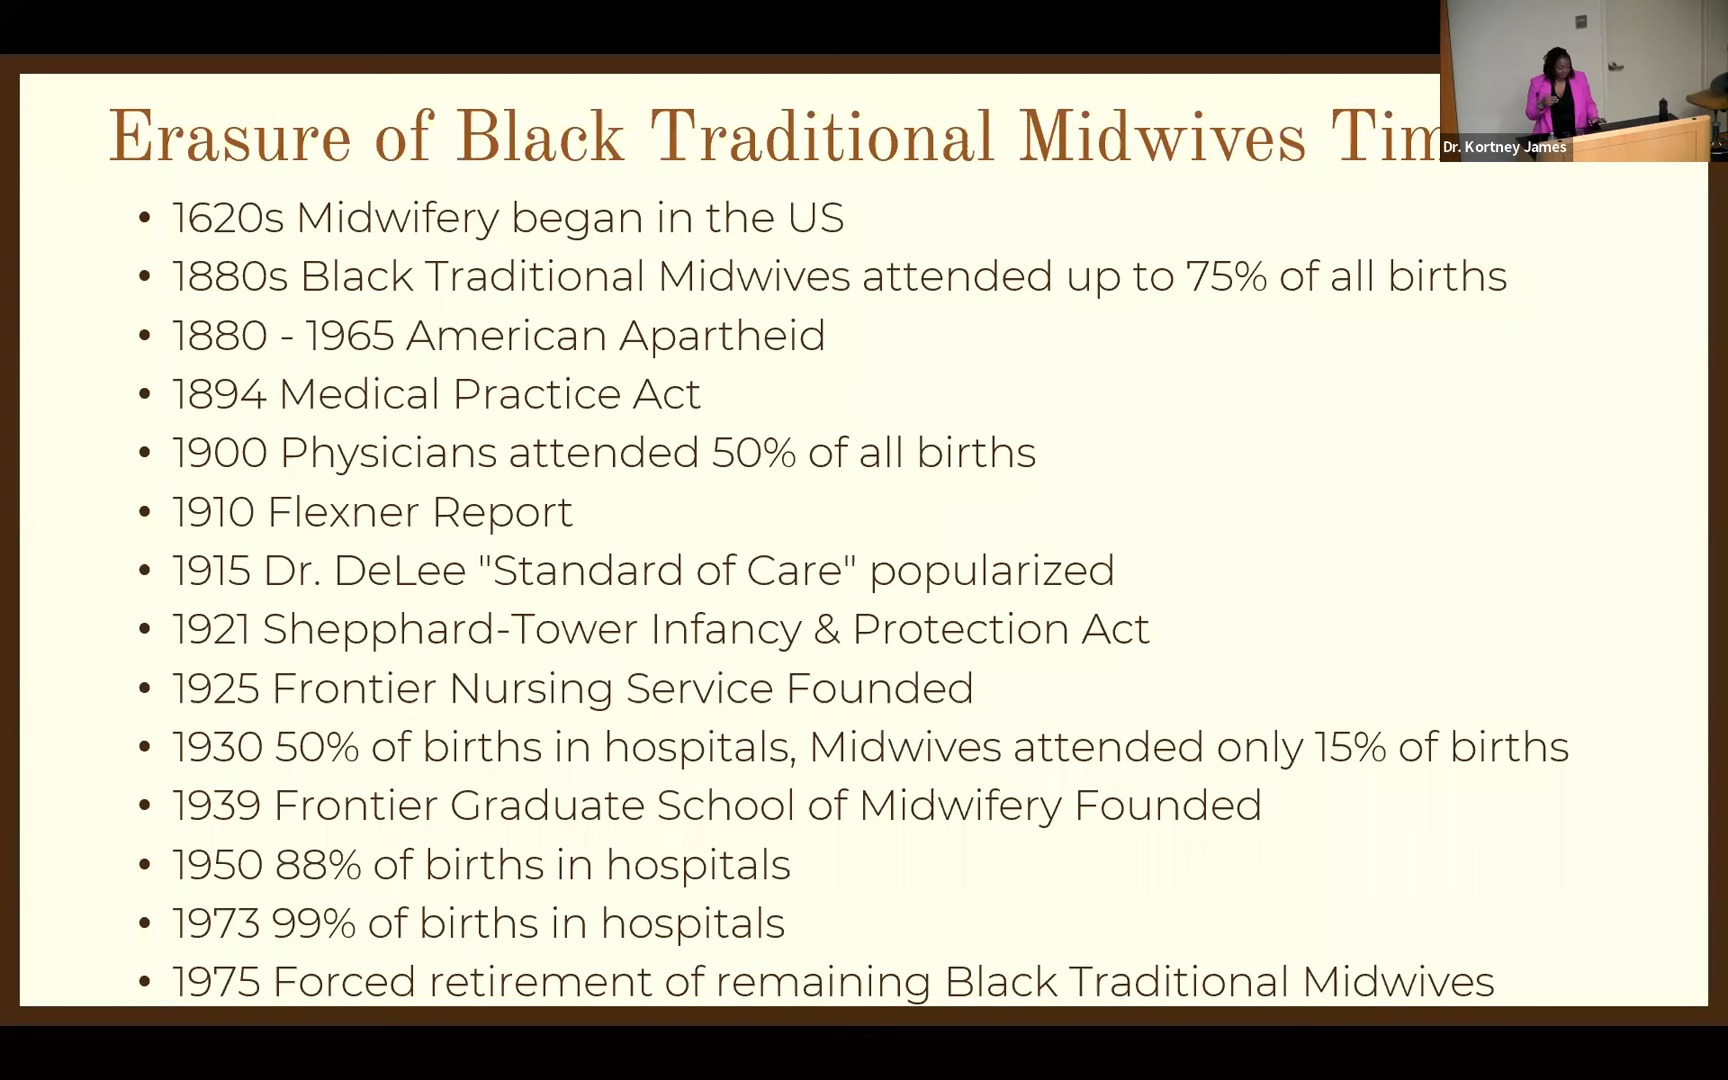 Erasure of Black Traditional Midwives Tim
Dr. Kortney James
• 1620s Midwifery began in the US
• 1880s Black Traditional Midwives attended up to 75% of all births
• 1880 - 1965 American Apartheid
• 1894 Medical Practice Act
• 1900 Physicians attended 50% of all births
• 1910 Flexner Report
• 1915 Dr. DeLee "Standard of Care" popularized
• 1921 Shepphard-Tower Infancy & Protection Act
• 1925 Frontier Nursing Service Founded
• 1930 50% of births in hospitals, Midwives attended only 15% of births
• 1939 Frontier Graduate School of Midwifery Founded
• 1950 88% of births in hospitals
• 1973 99% of births in hospitals
• 1975 Forced retirement of remaining Black Traditional Midwives